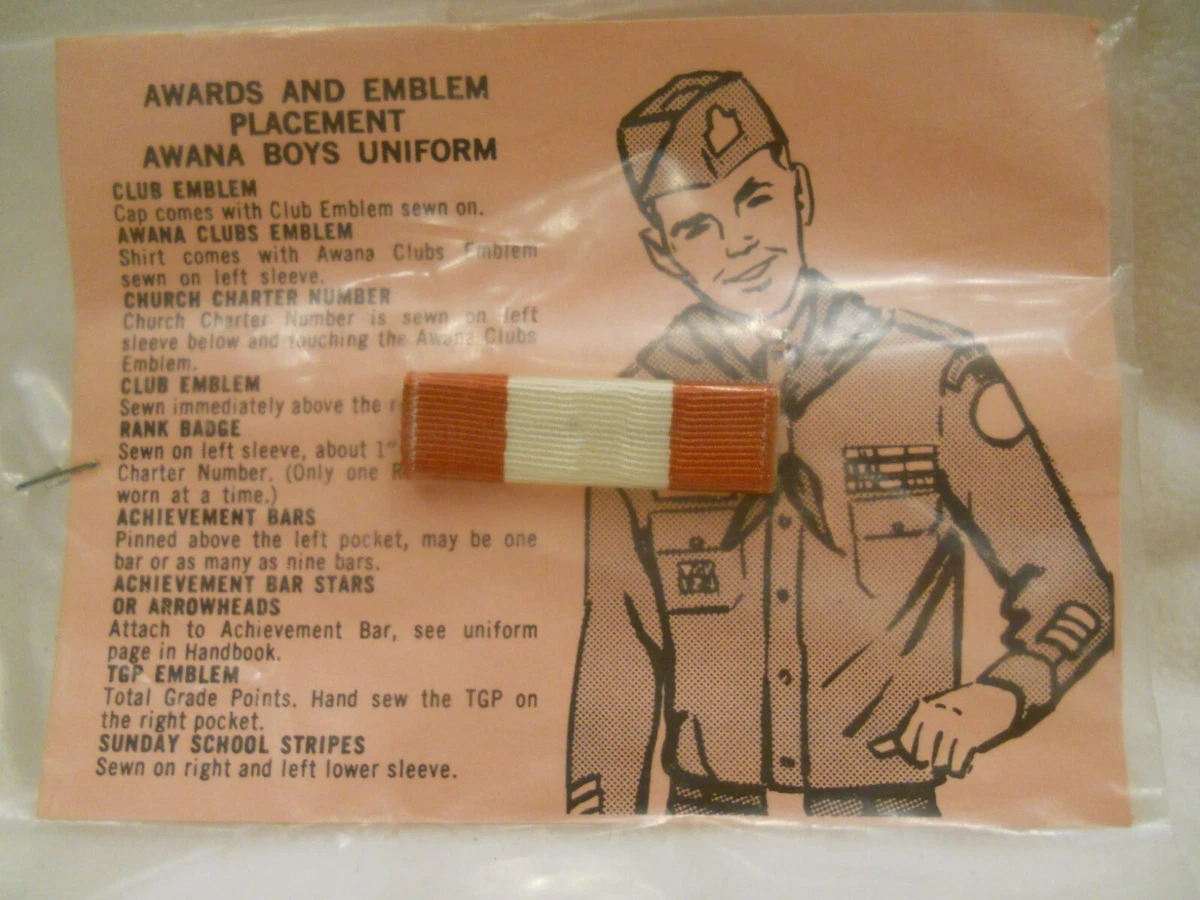 AWARDS AND EMBLEM
PLACEMENT
AWANA BOYS UNIFORM
CLUB EMBLEM
Cap comes with Club Emblem sewn on.
AWANA CLUBS EMBLEM
Shirt comes with Awana Clubs Emblem
sewn on left sleeve.
CHURCH CHARTER NUMBER
Church Charter Number is sewn on left
sleeve below and touching the Awana Clubs
Emblem.
CLUB EMBLEM
Sewn immediately above the
RANK BADGE
Sewn on left sleeve, about 1"
Charter Number. (Only one
worn at a time.)
ACHIEVEMENT BARS
Pinned above the left pocket, may be one
bar or as many as nine bars.
ACHIEVEMENT BAR STARS
OR ARROWHEADS
Attach to Achievement Bar, see uniform
page in Handbook.
TGP EMBLEM
Total Grade Points. Hand sew the TGP on
the right pocket.
SUNDAY SCHOOL STRIPES
Sewn on right and left lower sleeve.